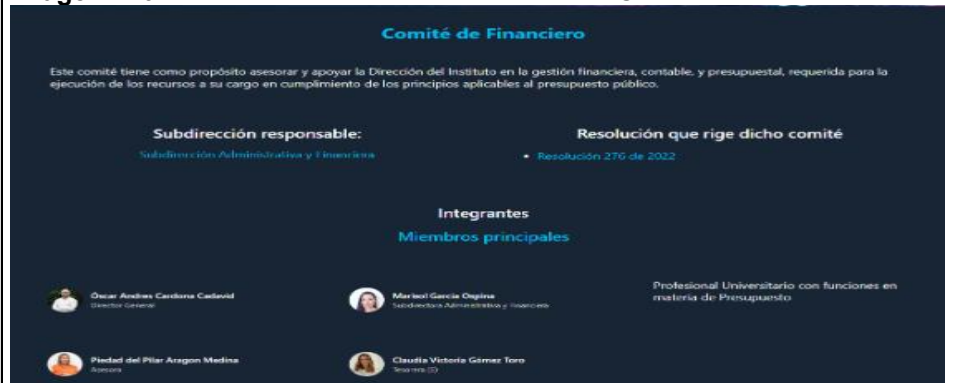 Comité de Financiero
Este comité tiene como propósito asesorar y apoyar la Dirección del Instituto en la gestión financiera, contable, y presupuestal, requerida para la
ejecución de los recursos a su cargo en cumplimiento de los principios aplicables al presupuesto público.
Subdirección responsable:
Subdirección Administrativa y Financiera
Resolución que rige dicho comité
• Resolución 276 de 2022
Integrantes
Miembros principales
Óscar Andres Cardona Cadavid
Director General
Marisol García Ospina
Subdirectora Administrativa y Financiera
Profesional Universitario con funciones en
materia de Presupuesto
Piedad del Pilar Aragon Medina
Asesora
Claudia Victoria Gómez Toro
Tesorera